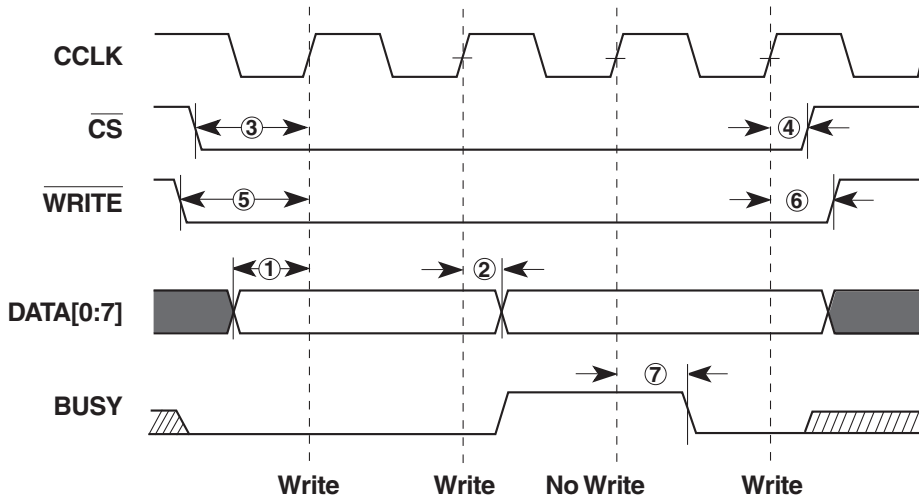 CCLK
CS
③ ④
WRITE
⑤ ⑥
① ②
DATA[0:7]
⑦
BUSY
Write Write No Write Write